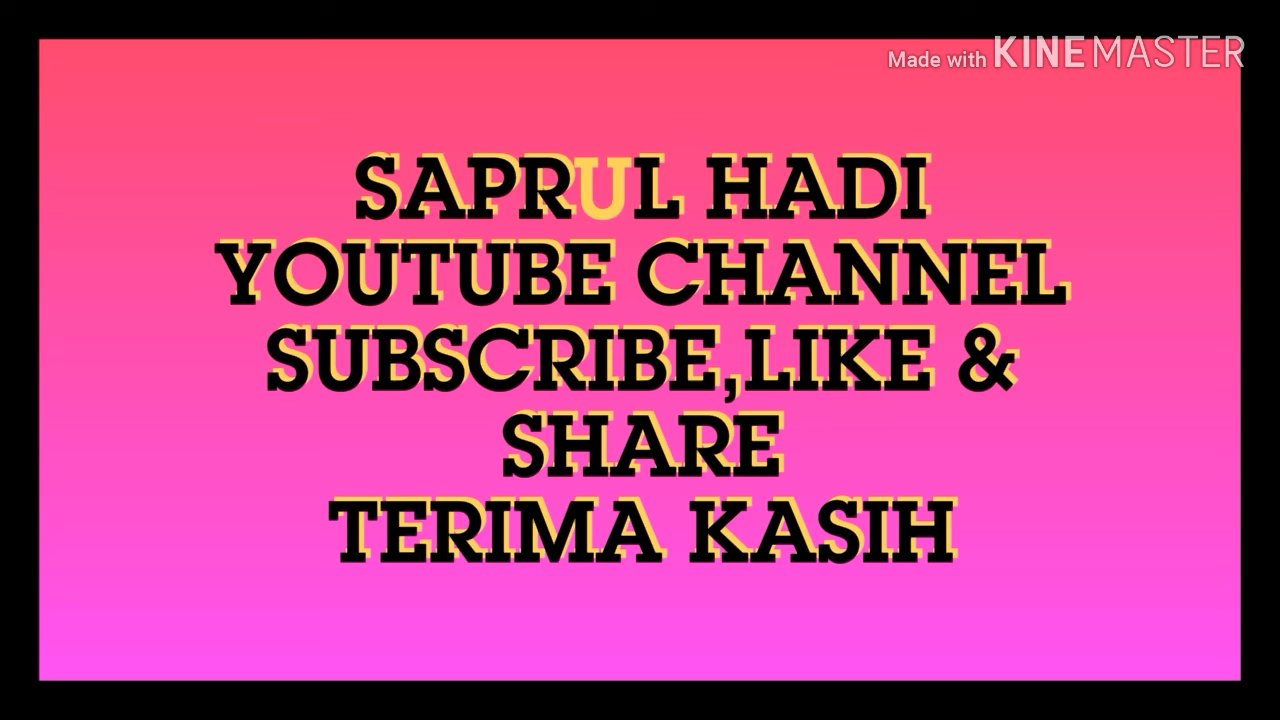 Made with KINEMASTER
SAPRUL HADI
YOUTUBE CHANNEL
SUBSCRIBE,LIKE &
SHARE
TERIMA KASIH